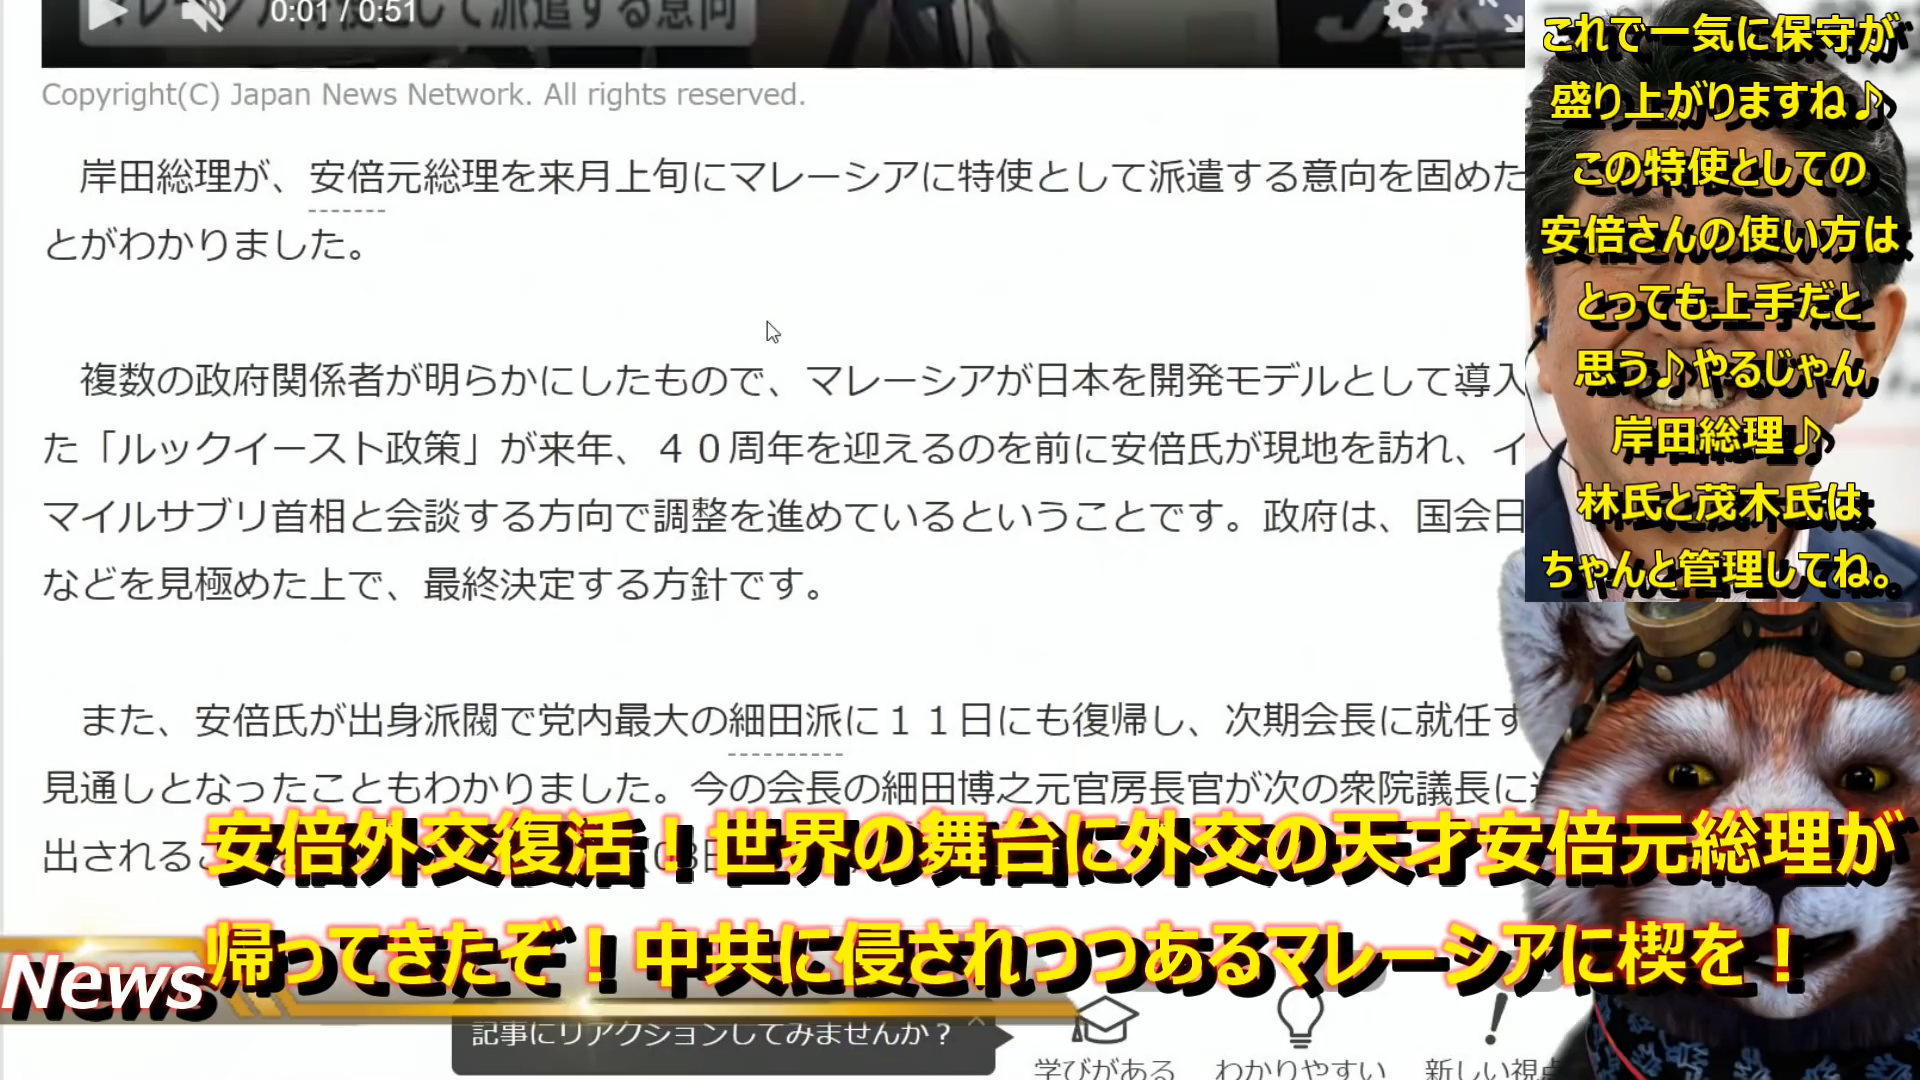 マレーシア特使として派遣する意向
0:01 / 0:51
Copyright(C) Japan News Network. All rights reserved.
岸田総理が、安倍元総理を来月上旬にマレーシアに特使として派遣する意向を固めた
とがわかりました。
複数の政府関係者が明らかにしたもので、マレーシアが日本を開発モデルとして導入
た「ルックイースト政策」が来年、４０周年を迎えるのを前に安倍氏が現地を訪れ、イ
マイルサブリ首相と会談する方向で調整を進めているということです。政府は、国会日
などを見極めた上で、最終決定する方針です。
また、安倍氏が出身派閥で党内最大の細田派に１１日にも復帰し、次期会長に就任す
見通しとなったこともわかりました。今の会長の細田博之元官房長官が次の衆院議長に
出される
これで一気に保守が
盛り上がりますね♪
この特使としての
安倍さんの使い方は
とっても上手だと
思う♪やるじゃん
岸田総理♪
林氏と茂木氏は
ちゃんと管理してね。
安倍外交復活！世界の舞台に外交の天才安倍元総理が
帰ってきたぞ！中共に侵されつつあるマレーシアに楔を！
News
記事にリアクションしてみませんか？
学びがある
わかりやすい
新しい視点